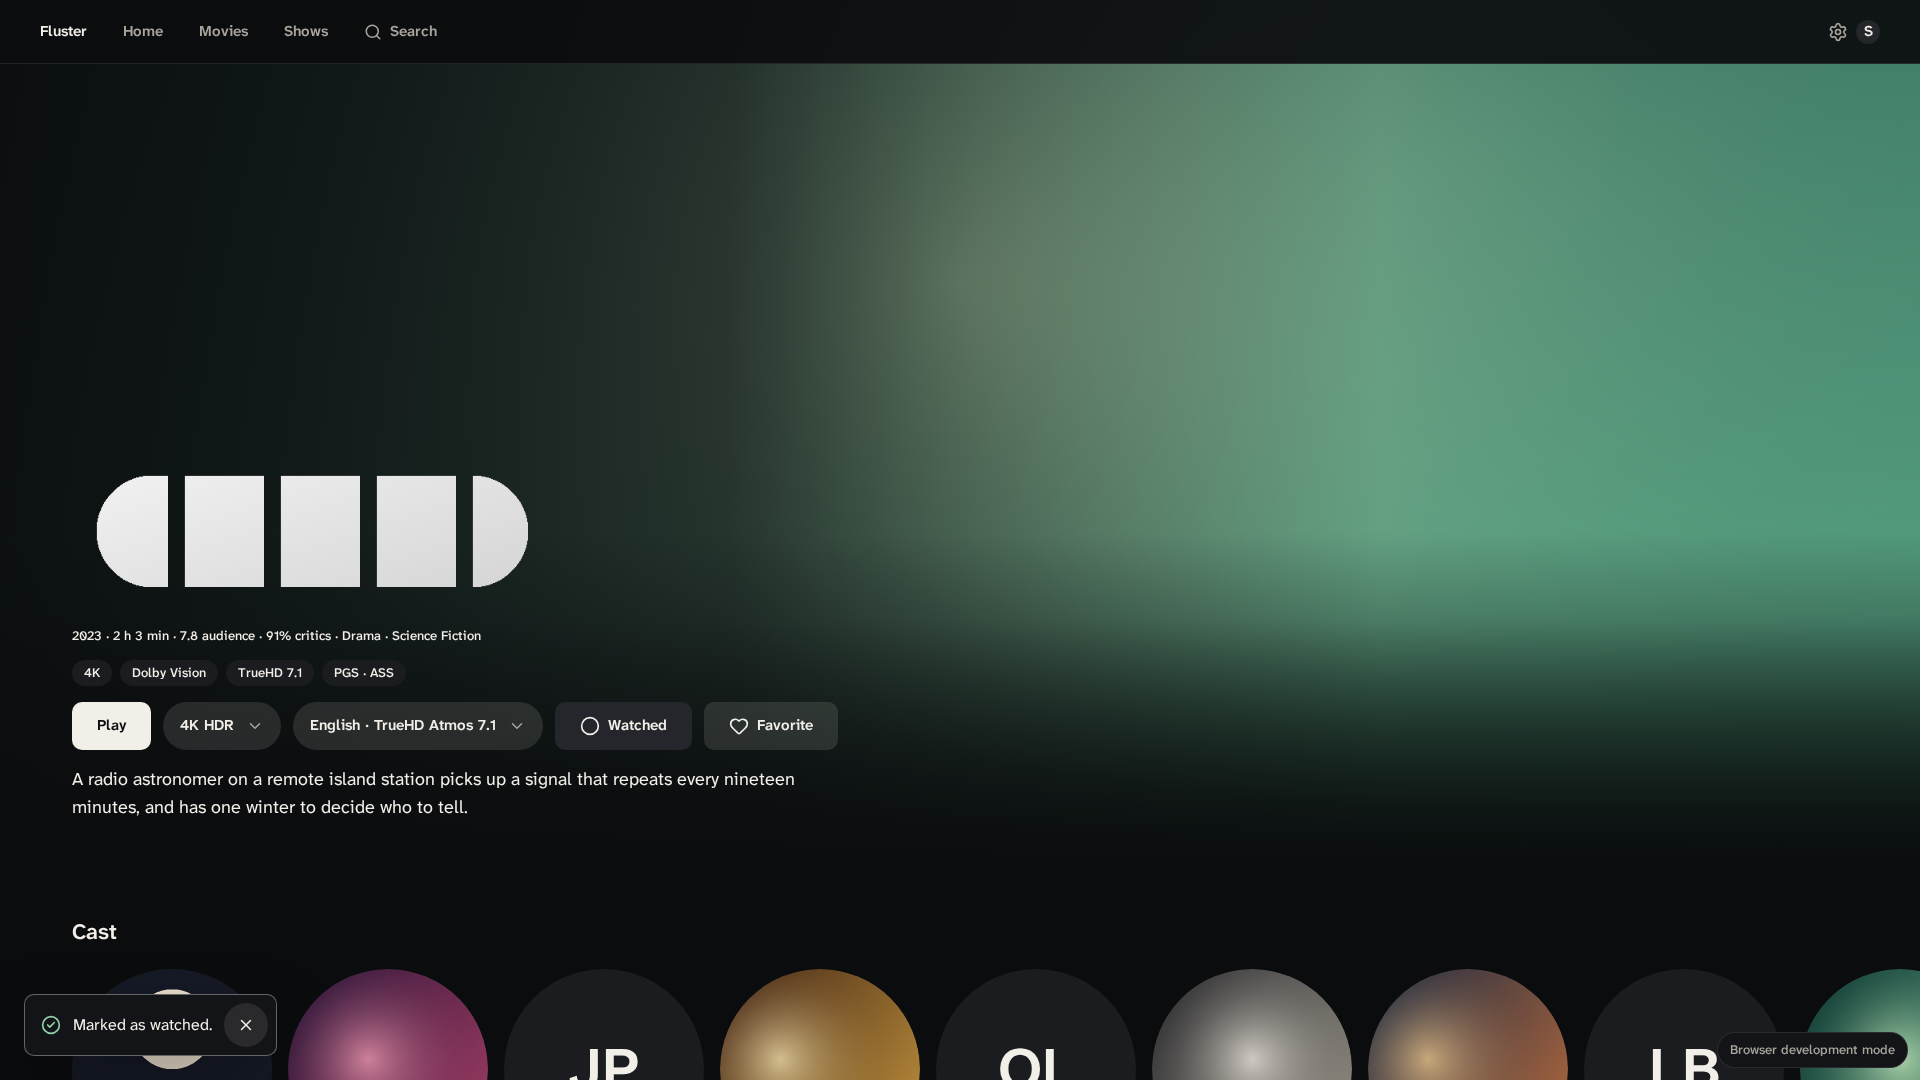 Fluster Home Movies Shows Search S
2023 · 2 h 3 min · 7.8 audience · 91% critics · Drama · Science Fiction
4K Dolby Vision TrueHD 7.1 PGS · ASS
Play 4K HDR English · TrueHD Atmos 7.1 Watched Favorite
A radio astronomer on a remote island station picks up a signal that repeats every nineteen
minutes, and has one winter to decide who to tell.
Cast
Marked as watched.
JP
LB
Browser development mode